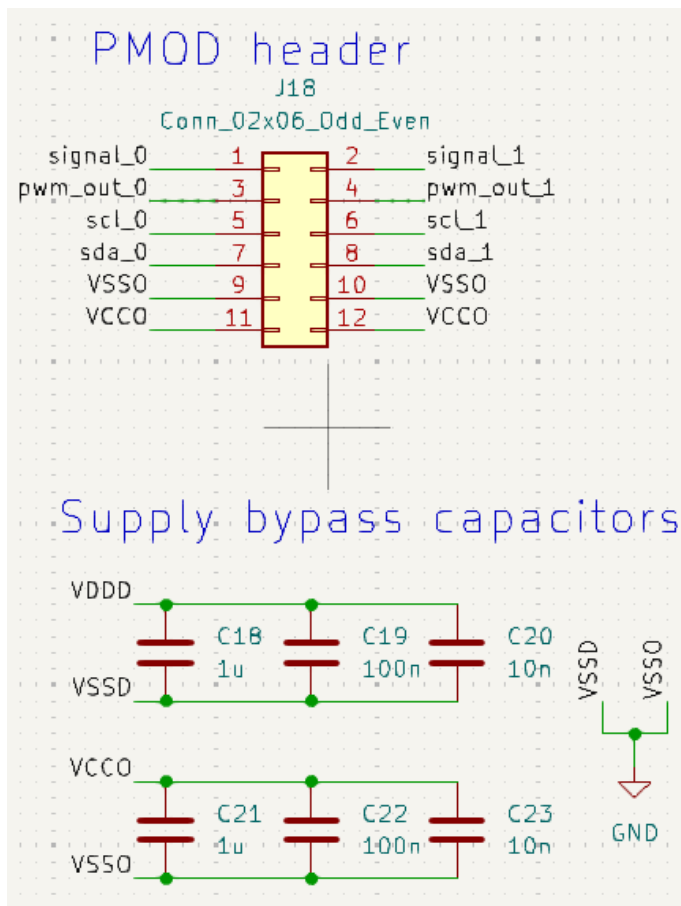 PMOD header
J18
Conn_02x06_Odd_Even
signal_0 1 2 signal_1
pwm_out_0 3 4 pwm_out_1
scl_0 5 6 scl_1
sda_0 7 8 sda_1
VSSO 9 10 VSSO
VCCO 11 12 VCCO
Supply bypass capacitors
VDDD
C18 C19 C20
1u 100n 10n
VSSD
VSSD VSSO
VCCO
C21 C22 C23
1u 100n 10n
GND
VSSO